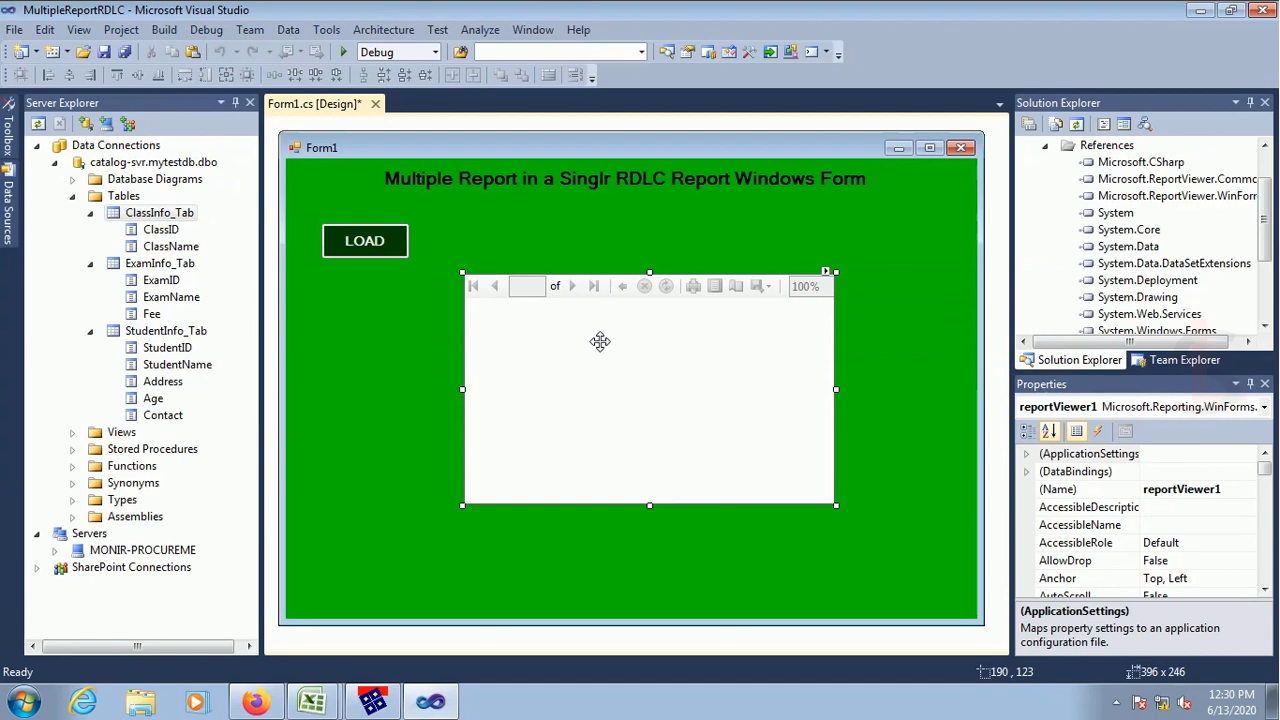 MultipleReportRDLC - Microsoft Visual Studio
File Edit View Project Build Debug Team Data Tools Architecture Test Analyze Window Help
Debug
Server Explorer
Form1.cs [Design]*
Solution Explorer
Toolbox
Data Sources
Data Connections
catalog-svr.mytestdb.dbo
Database Diagrams
Tables
ClassInfo_Tab
ClassID
ClassName
ExamInfo_Tab
ExamID
ExamName
Fee
StudentInfo_Tab
StudentID
StudentName
Address
Age
Contact
Views
Stored Procedures
Functions
Synonyms
Types
Assemblies
Servers
MONIR-PROCUREME
SharePoint Connections
Form1
Multiple Report in a Singlr RDLC Report Windows Form
LOAD
of
100%
References
Microsoft.CSharp
Microsoft.ReportViewer.Commc
Microsoft.ReportViewer.WinForr
System
System.Core
System.Data
System.Data.DataSetExtensions
System.Deployment
System.Drawing
System.Web.Services
System.Windows.Forms
Solution Explorer Team Explorer
Properties
reportViewer1 Microsoft.Reporting.WinForms.
(ApplicationSettings
(DataBindings)
(Name) reportViewer1
AccessibleDescriptic
AccessibleName
AccessibleRole Default
AllowDrop False
Anchor Top, Left
AutoScroll False
(ApplicationSettings)
Maps property settings to an application
configuration file.
Ready
190 , 123
396 x 246
12:30 PM
6/13/2020